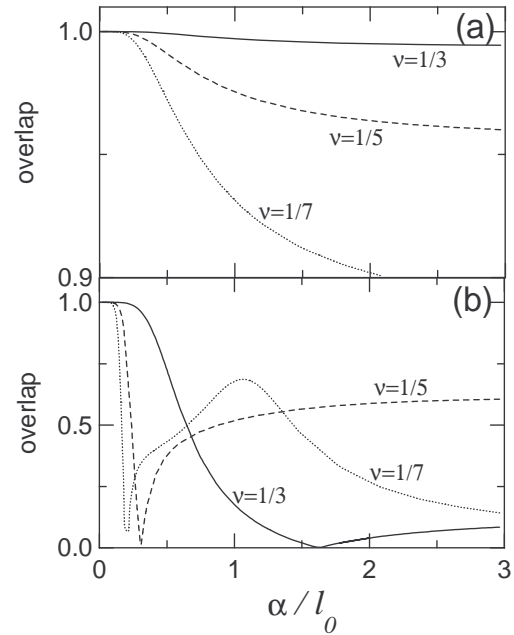 (a)
1.0
ν=1/3
ν=1/5
overlap
ν=1/7
0.9
(b)
1.0
ν=1/5
overlap
0.5
ν=1/3
ν=1/7
0.0
0 1 2 3
α / l₀